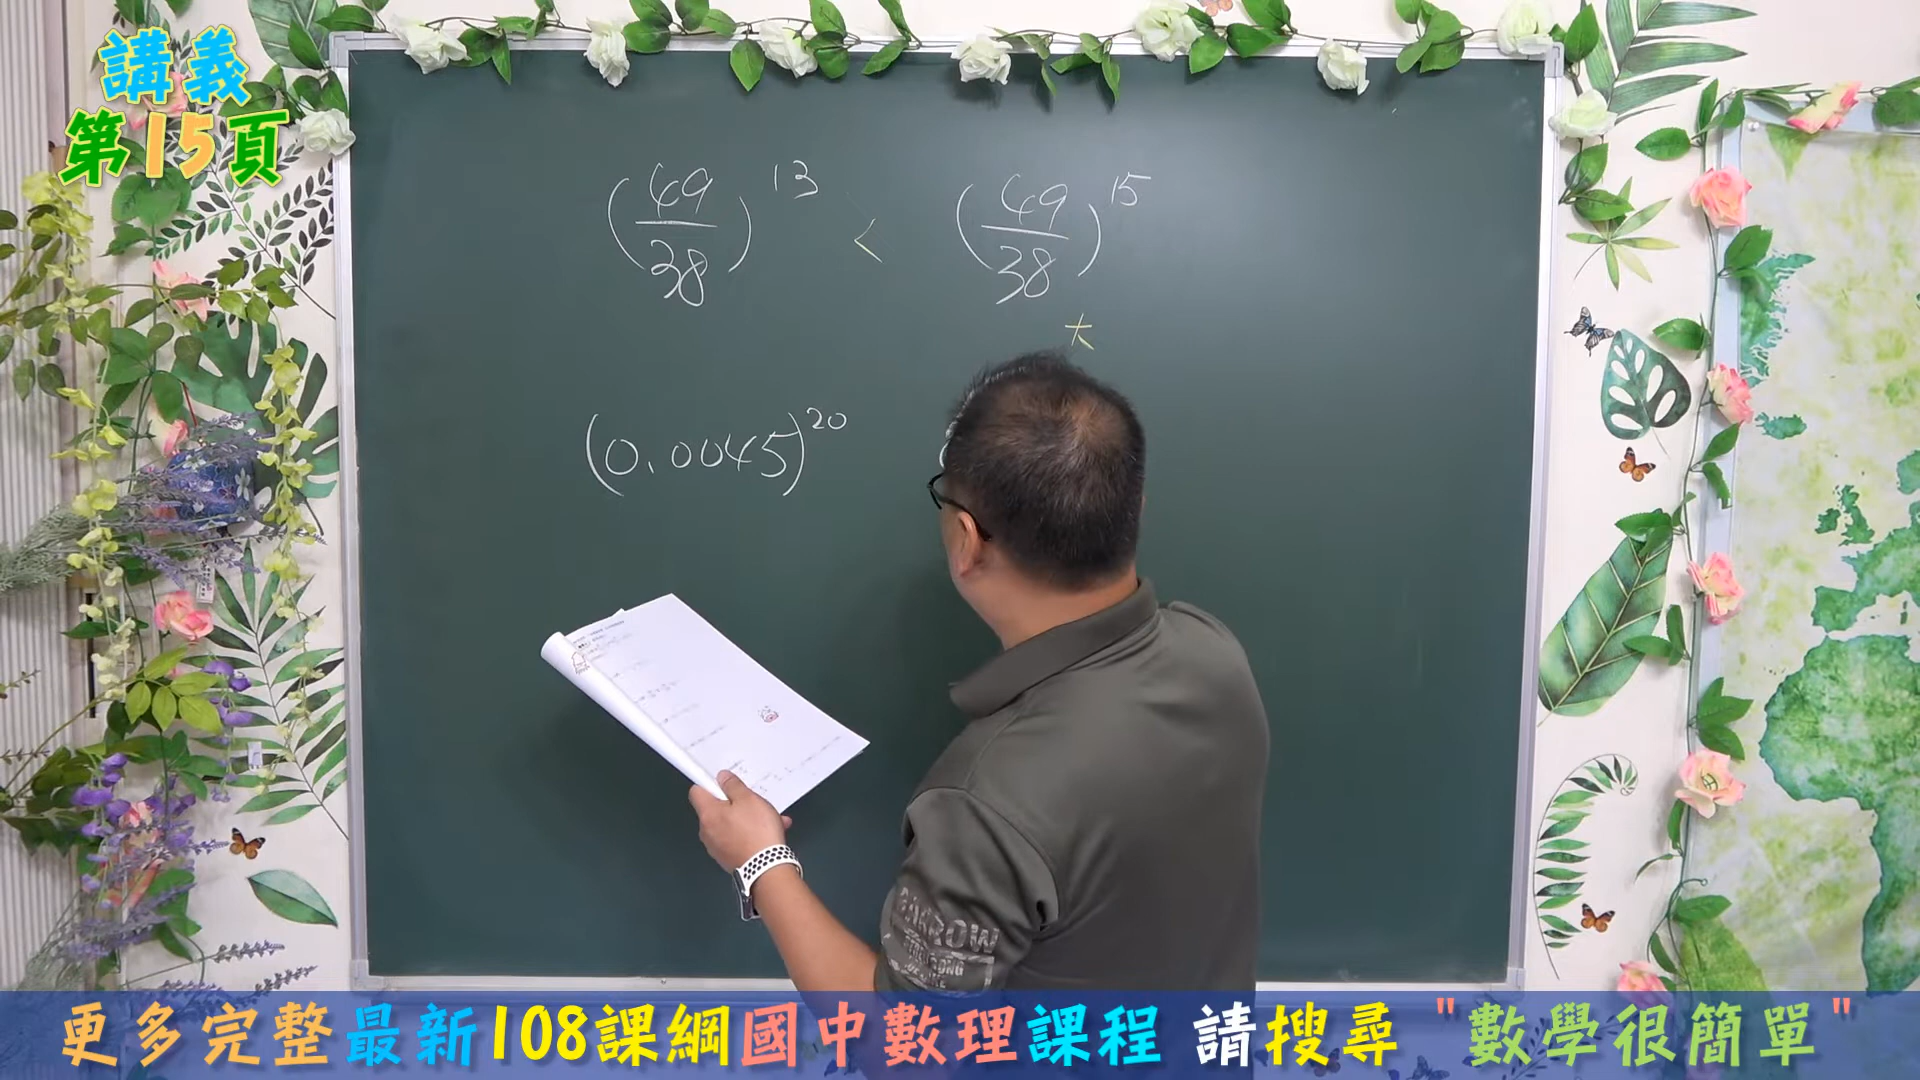 講義
第15頁
(49/38)^13 < (49/38)^15
大
(0.0045)^20
更多完整最新108課綱國中數理課程 請搜尋 "數學很簡單"